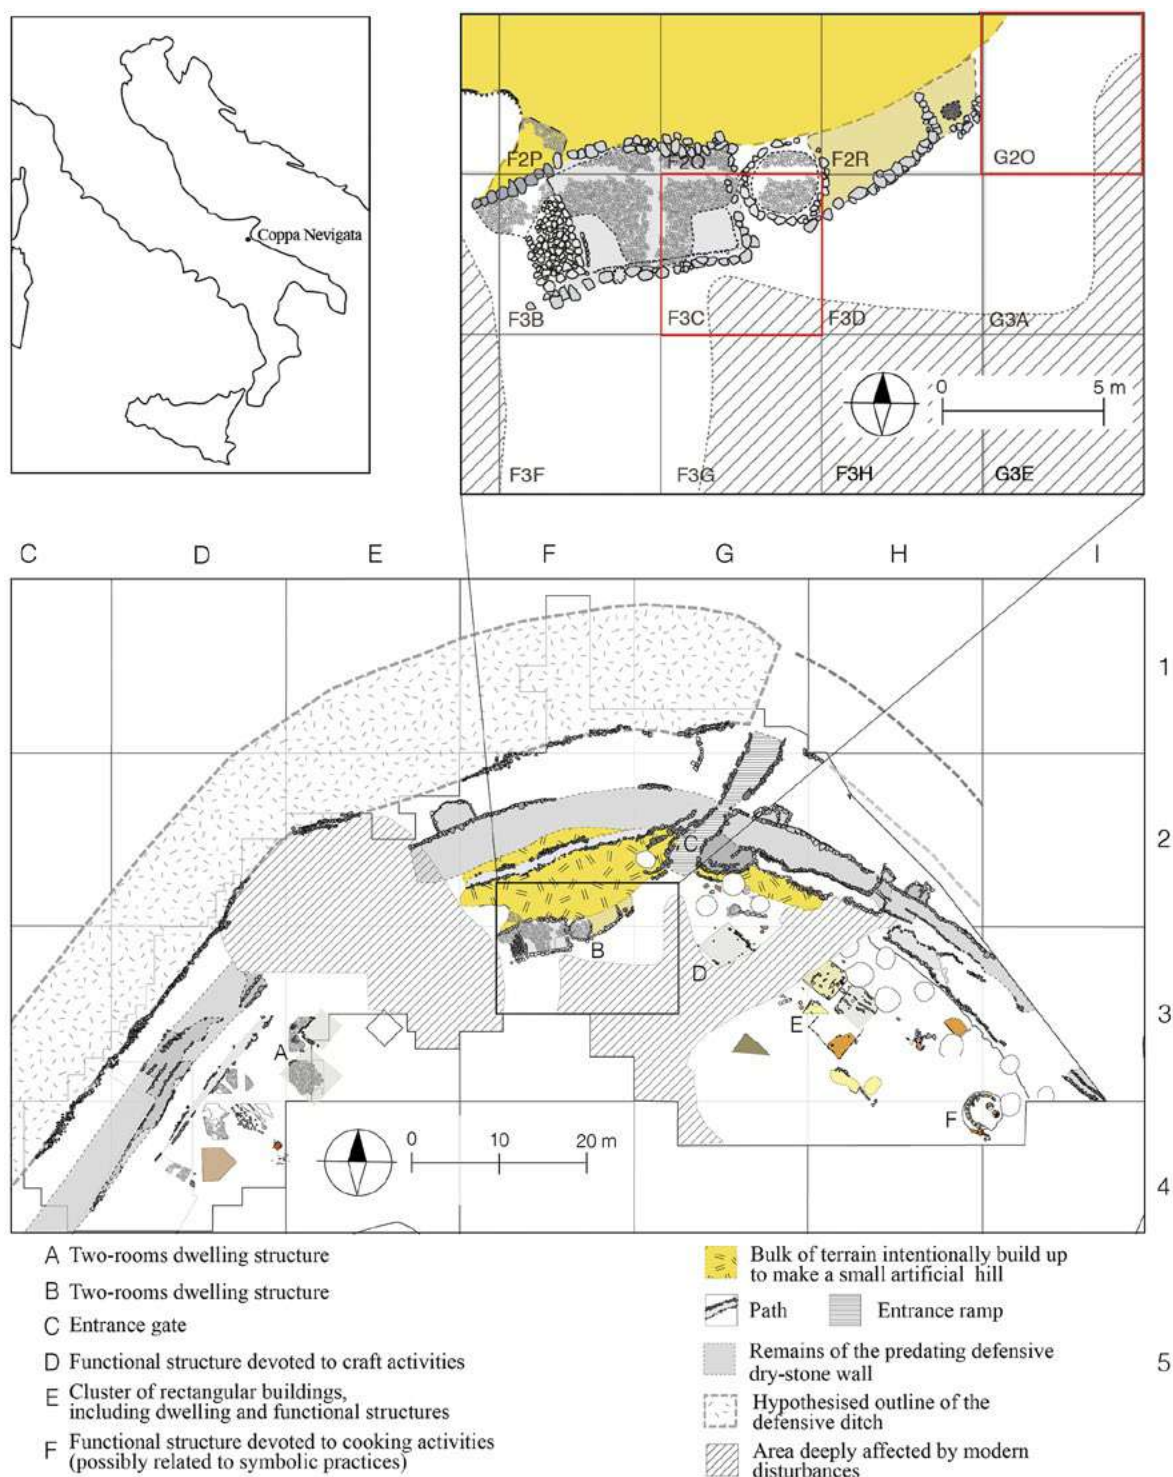 Coppa Nevigata
F2P
F2Q
F2R
G2O
F3B
F3C
F3D
G3A
0
5 m
F3F
F3G
F3H
G3E
C
D
E
F
G
H
I
1
2
3
4
5
C
B
D
E
A
F
0
10
20 m
A Two-rooms dwelling structure
B Two-rooms dwelling structure
C Entrance gate
D Functional structure devoted to craft activities
E Cluster of rectangular buildings,
including dwelling and functional structures
F Functional structure devoted to cooking activities
(possibly related to symbolic practices)
Bulk of terrain intentionally build up
to make a small artificial hill
Path
Entrance ramp
Remains of the predating defensive
dry-stone wall
Hypothesised outline of the
defensive ditch
Area deeply affected by modern
disturbances